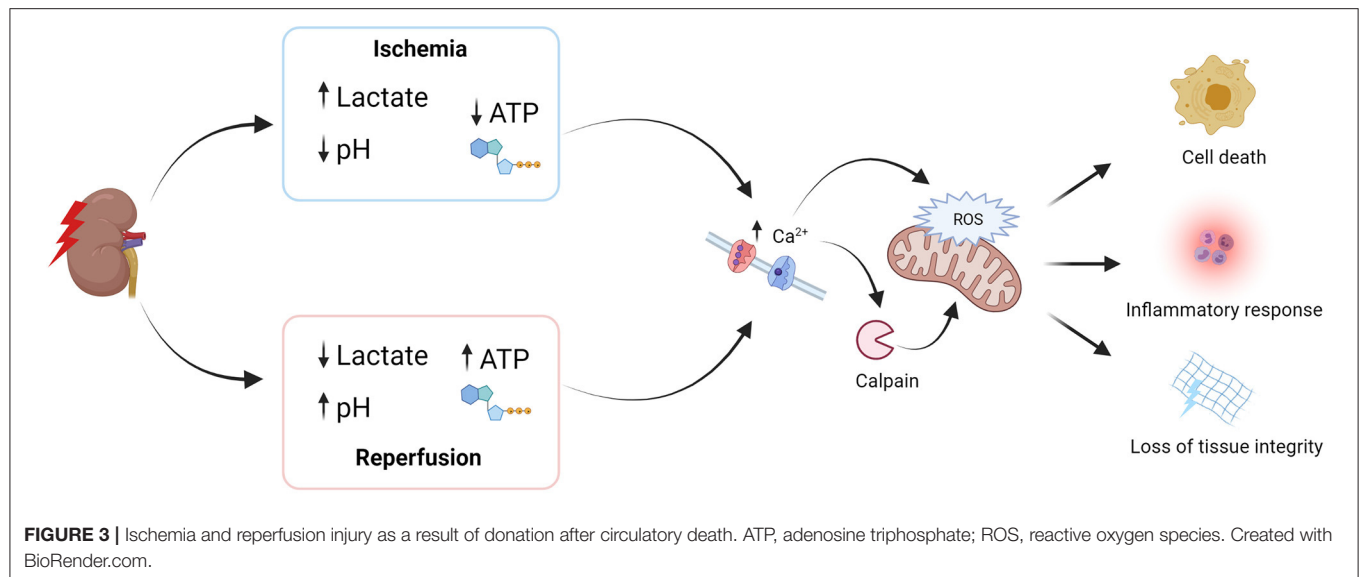 Ischemia
↑ Lactate
↓ ATP
↓ pH
↓ Lactate
↑ ATP
↑ pH
Reperfusion
↑ Ca²⁺
Calpain
ROS
Cell death
Inflammatory response
Loss of tissue integrity
FIGURE 3 | Ischemia and reperfusion injury as a result of donation after circulatory death. ATP, adenosine triphosphate; ROS, reactive oxygen species. Created with
BioRender.com.